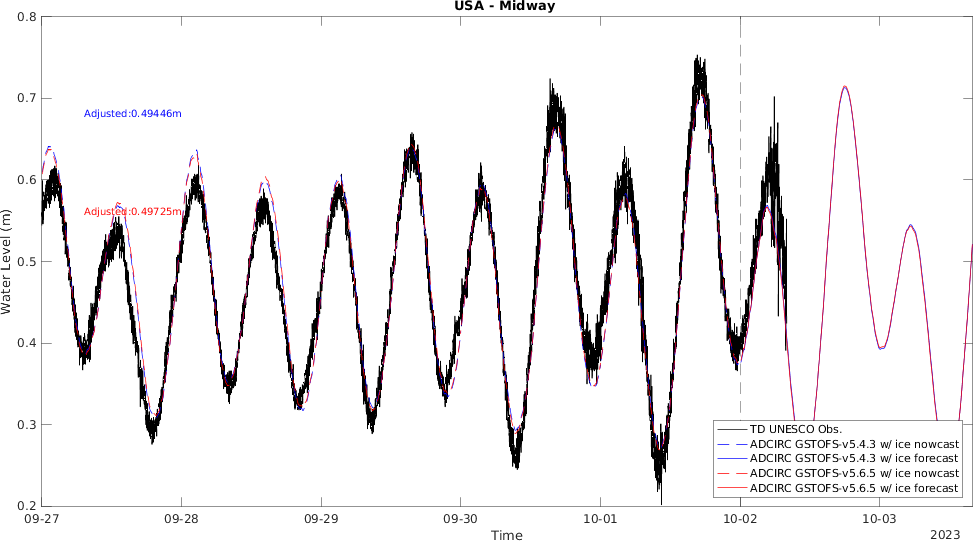 USA - Midway
0.8
0.7
0.6
0.5
0.4
0.3
0.2
Water Level (m)
Adjusted:0.49446m
Adjusted:0.49725m
TD UNESCO Obs.
ADCIRC GSTOFS-v5.4.3 w/ ice nowcast
ADCIRC GSTOFS-v5.4.3 w/ ice forecast
ADCIRC GSTOFS-v5.6.5 w/ ice nowcast
ADCIRC GSTOFS-v5.6.5 w/ ice forecast
09-27 09-28 09-29 09-30 10-01 10-02 10-03
Time
2023